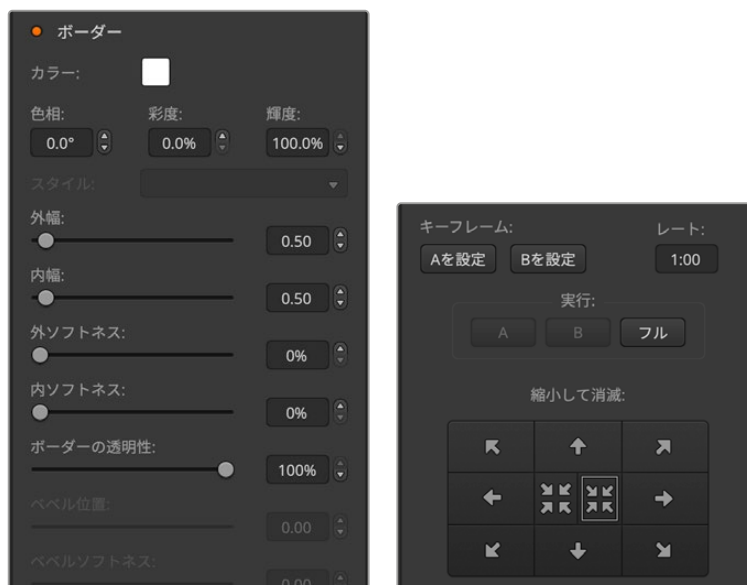 ボーダー
カラー:
色相: 彩度: 輝度:
0.0° 0.0% 100.0%
スタイル:
外幅:
0.50
内幅:
0.50
外ソフトネス:
0%
内ソフトネス:
0%
ボーダーの透明性:
100%
ベベル位置:
0.00
ベベルソフトネス:
0.00
キーフレーム: レート:
Aを設定 Bを設定 1:00
実行:
A B フル
縮小して消滅: